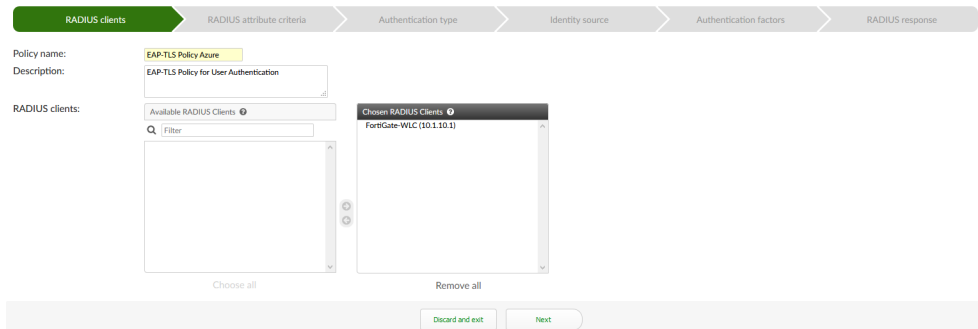 RADIUS clients
RADIUS attribute criteria
Authentication type
Identity source
Authentication factors
RADIUS response
Policy name:
EAP-TLS Policy Azure
Description:
EAP-TLS Policy for User Authentication
RADIUS clients:
Available RADIUS Clients
Filter
Choose all
Chosen RADIUS Clients
FortiGate-WLC (10.1.10.1)
Remove all
Discard and exit
Next